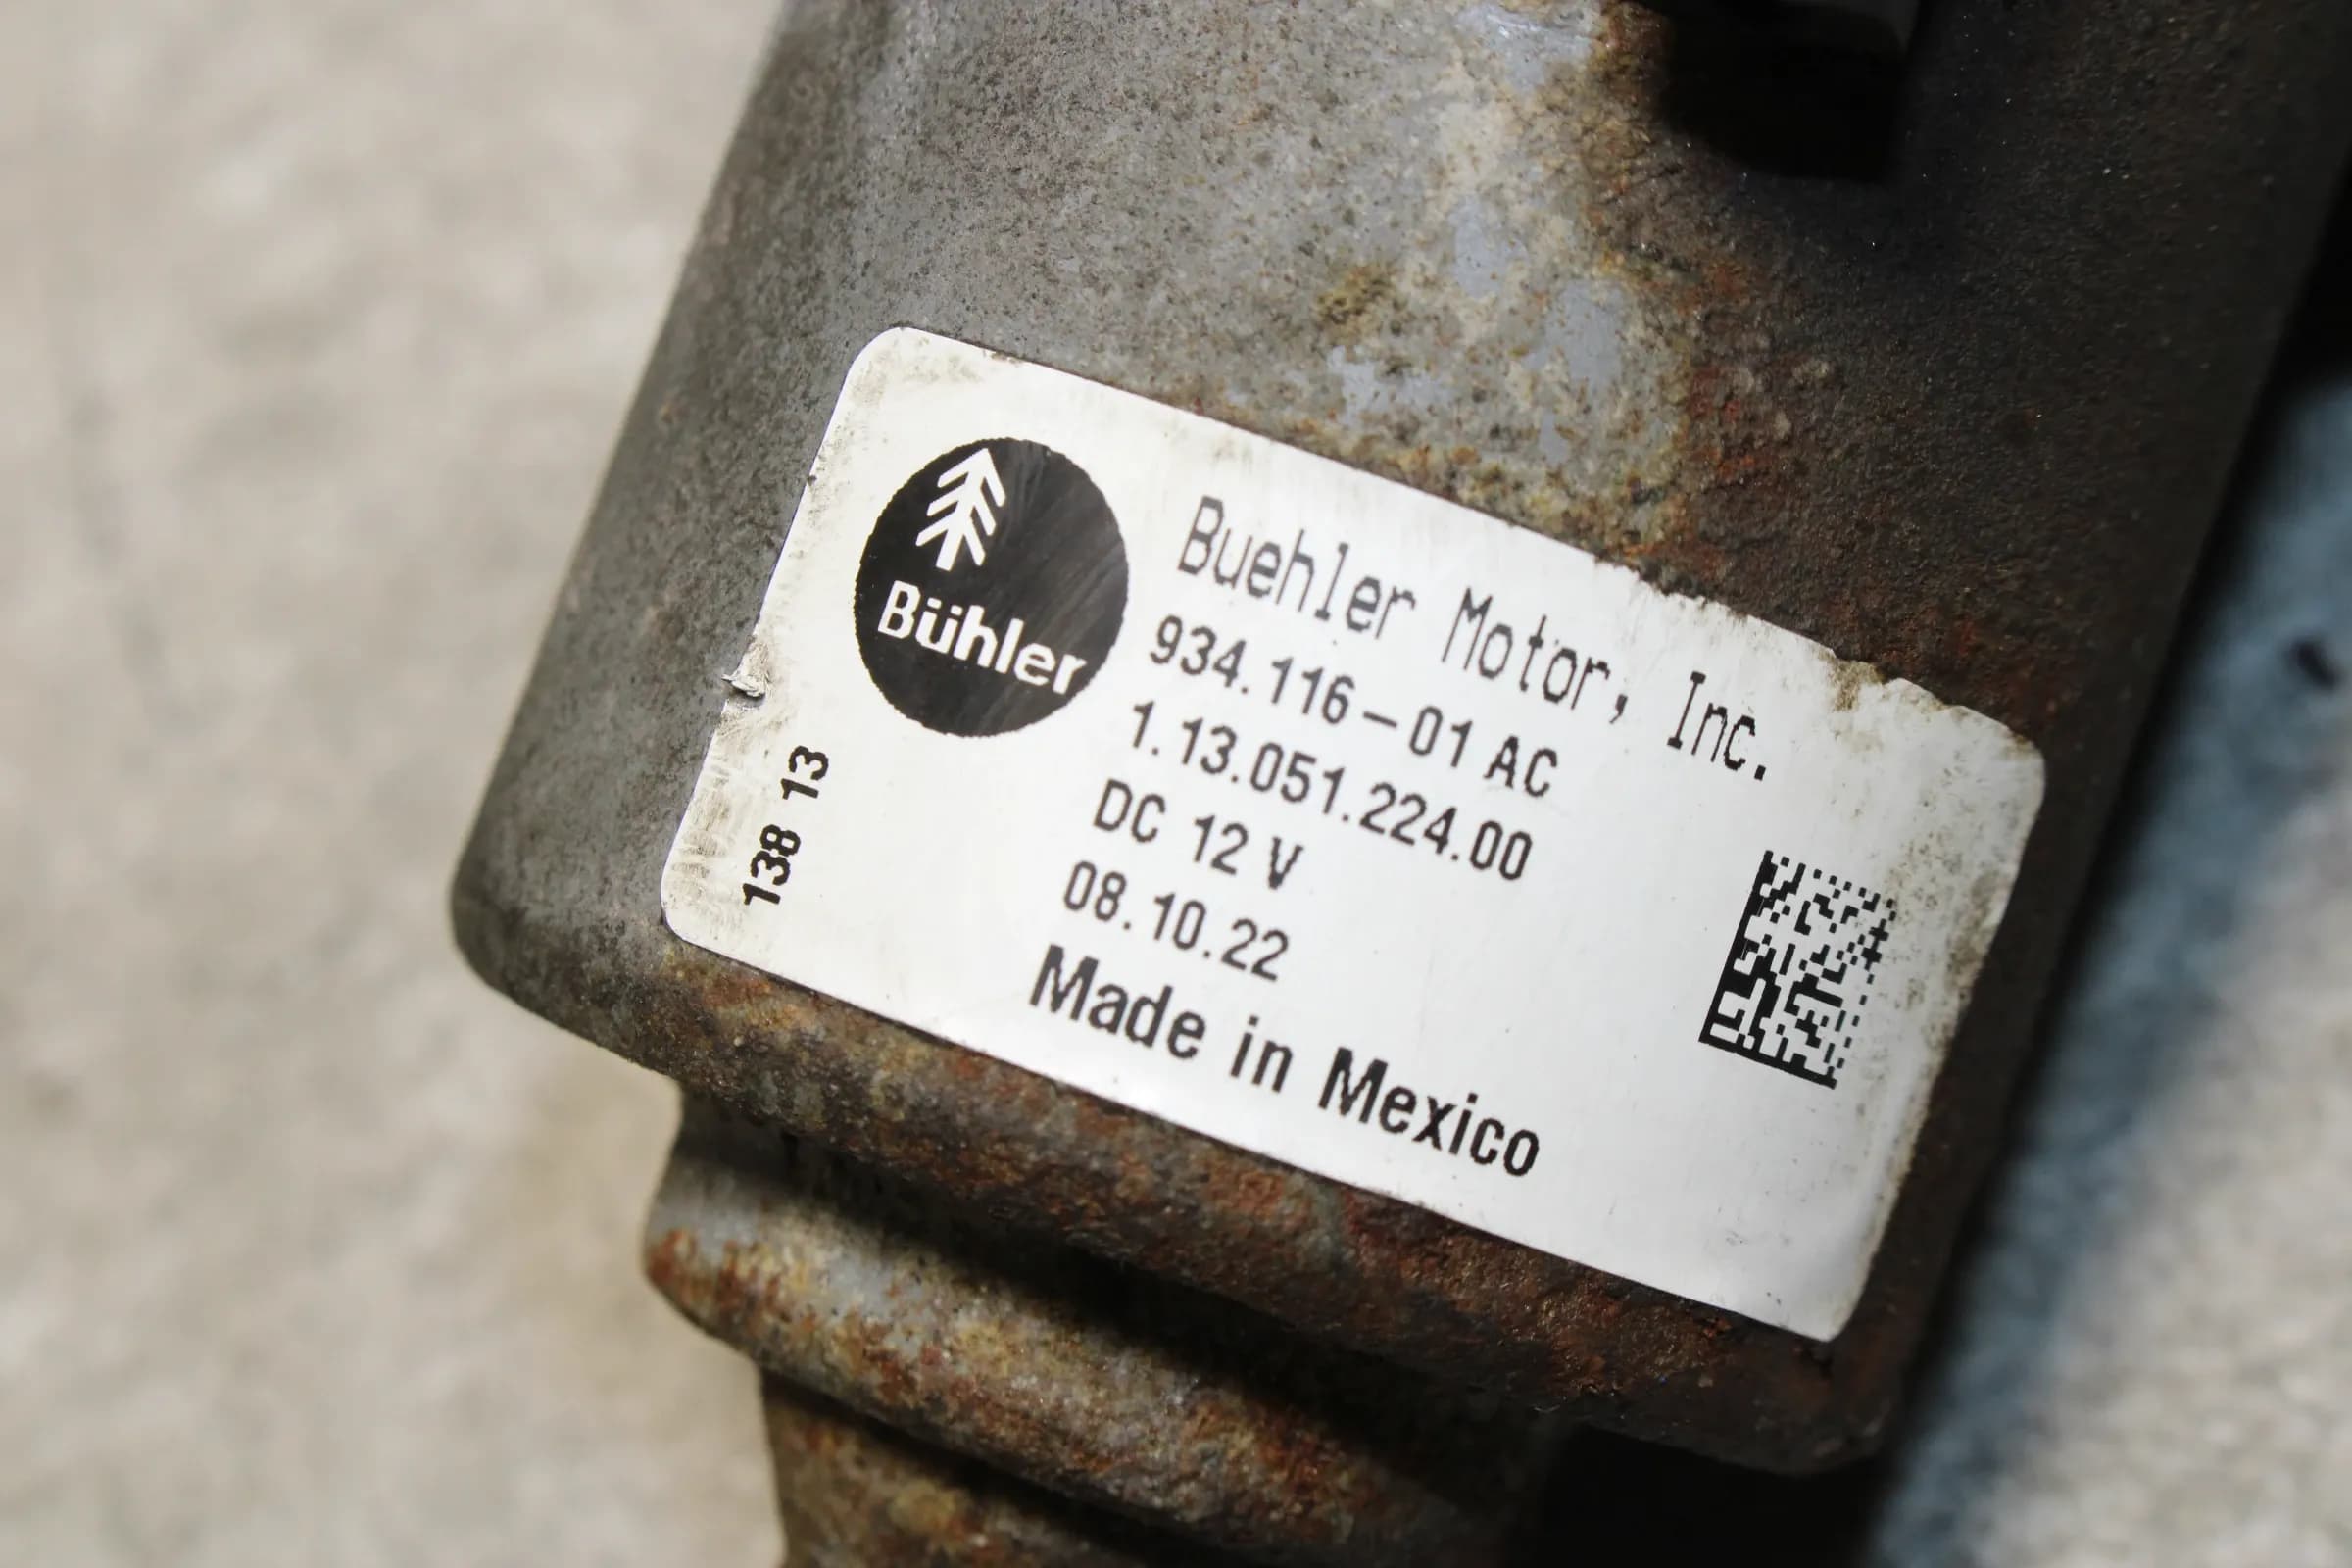 Bühler
Buehler Motor, Inc.
934.116-01 AC
1.13.051.224.00
DC 12 V
08.10.22
Made in Mexico
138 13